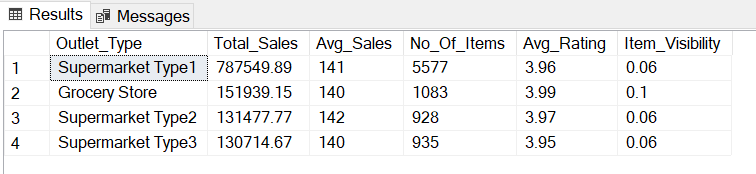 Results Messages
Outlet_Type Total_Sales Avg_Sales No_Of_Items Avg_Rating Item_Visibility
1 Supermarket Type1 787549.89 141 5577 3.96 0.06
2 Grocery Store 151939.15 140 1083 3.99 0.1
3 Supermarket Type2 131477.77 142 928 3.97 0.06
4 Supermarket Type3 130714.67 140 935 3.95 0.06